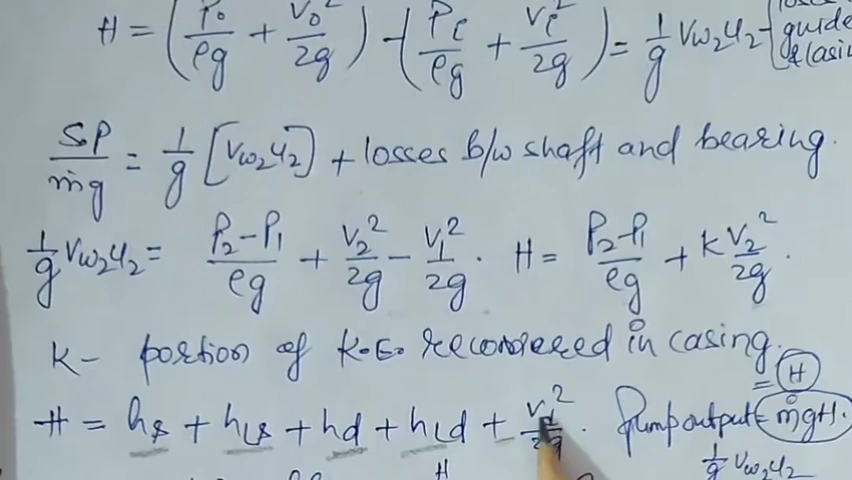 H = (P₀/ρg + V₀²/2g) - (Pᵢ/ρg + Vᵢ²/2g) = 1/g Vw₂u₂ - guide
SP/ṁg = 1/g [Vw₂u₂] + losses b/w shaft and bearing.
1/g Vw₂u₂ = P₂-P₁/ρg + V₂²/2g - V₁²/2g . H = P₂-P₁/ρg + K V₂²/2g .
K - portion of K.E. recovered in casing.
= H
H = hs + hLs + hd + hLd + Vd²/2g . Pump output = ṁgH.
1/g Vw₂u₂
H